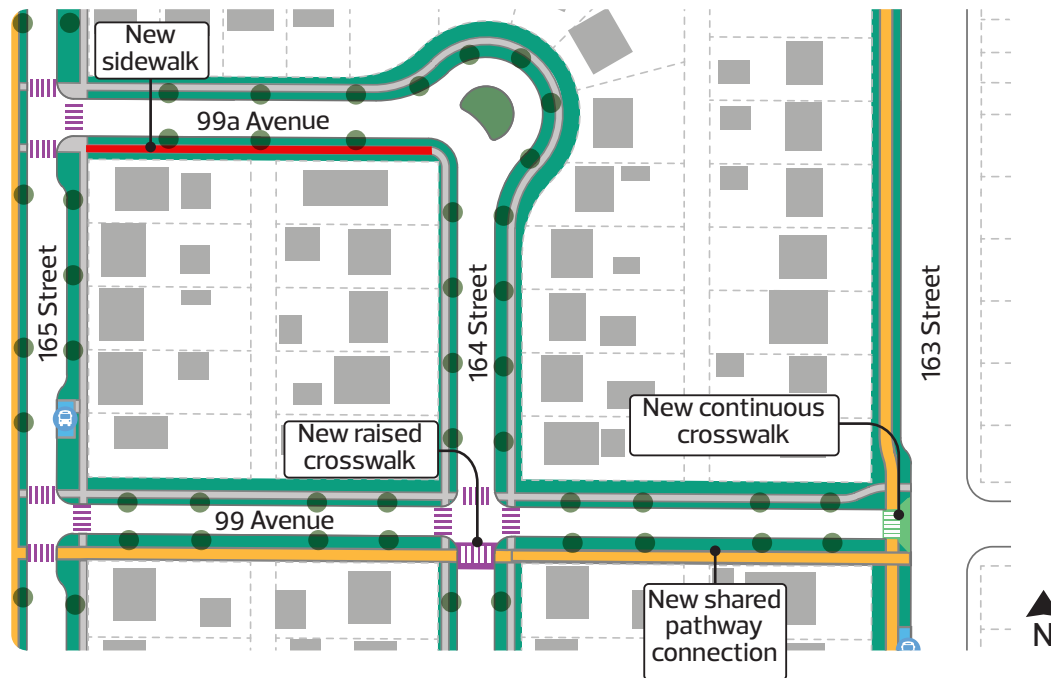 New
sidewalk
99a Avenue
165 Street
164 Street
163 Street
New continuous
crosswalk
New raised
crosswalk
99 Avenue
New shared
pathway
connection
N